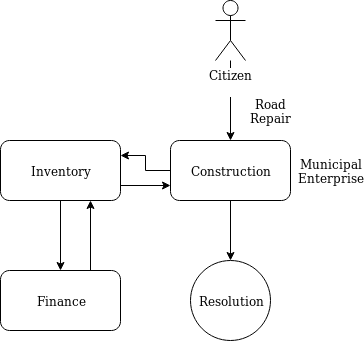 Citizen
Road
Repair
Inventory
Construction
Municipal
Enterprise
Finance
Resolution